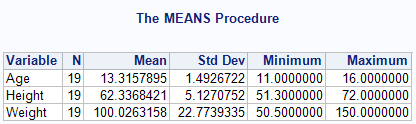 The MEANS Procedure
Variable N Mean Std Dev Minimum Maximum
Age 19 13.3157895 1.4926722 11.0000000 16.0000000
Height 19 62.3368421 5.1270752 51.3000000 72.0000000
Weight 19 100.0263158 22.7739335 50.5000000 150.0000000